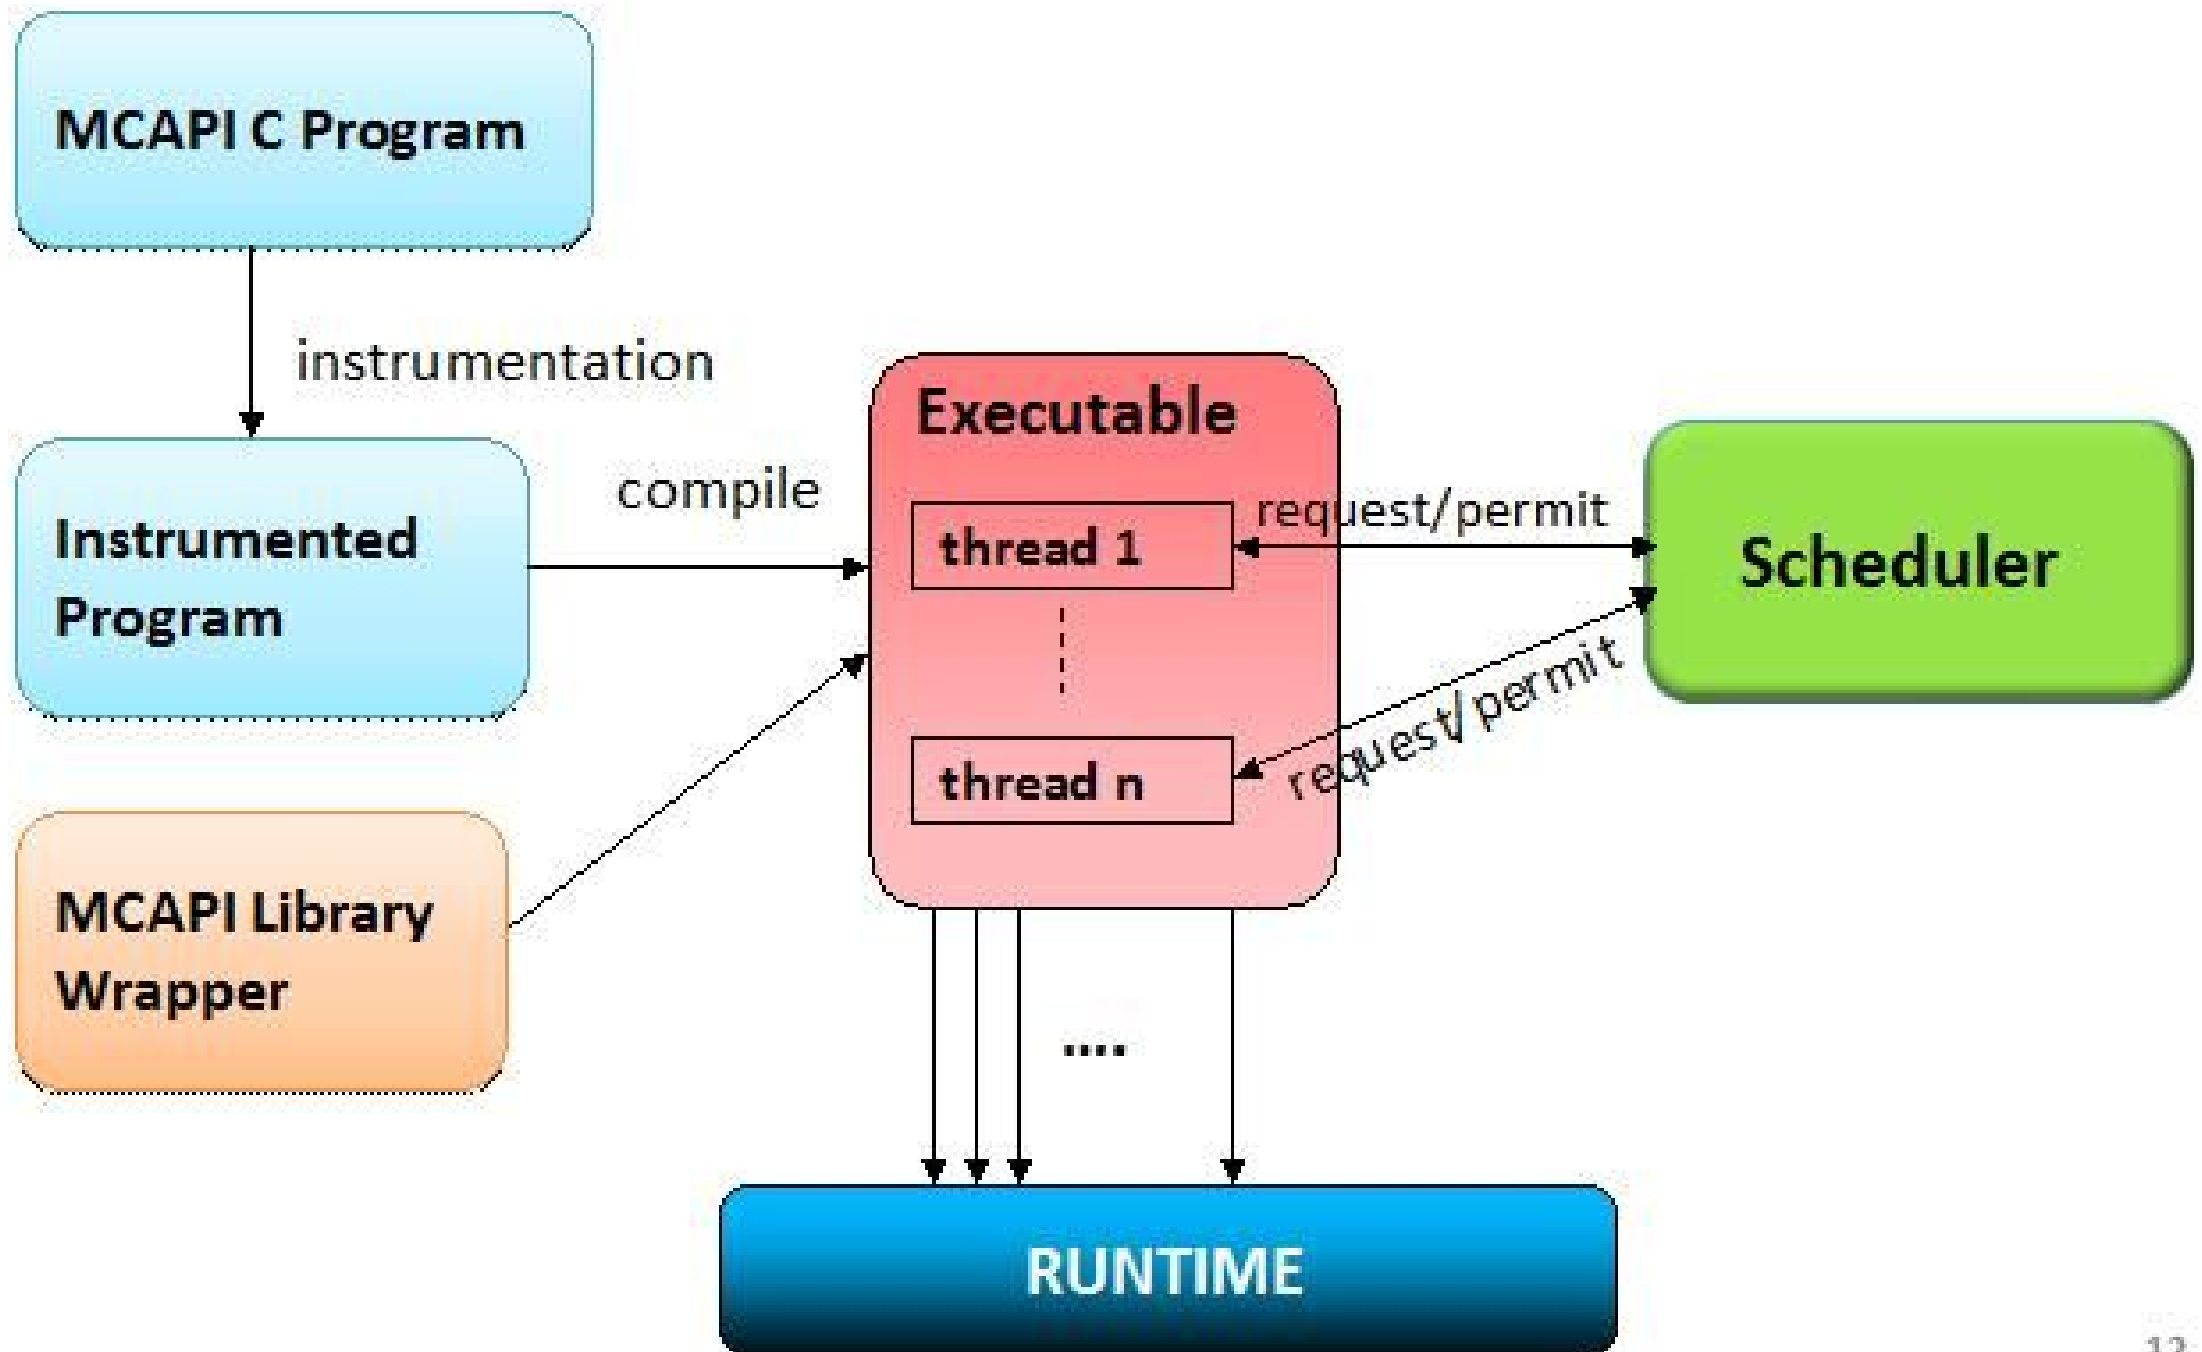 MCAPI C Program
instrumentation
Executable
compile
Instrumented
Program
thread 1
request/permit
Scheduler
request/permit
thread n
MCAPI Library
Wrapper
....
RUNTIME